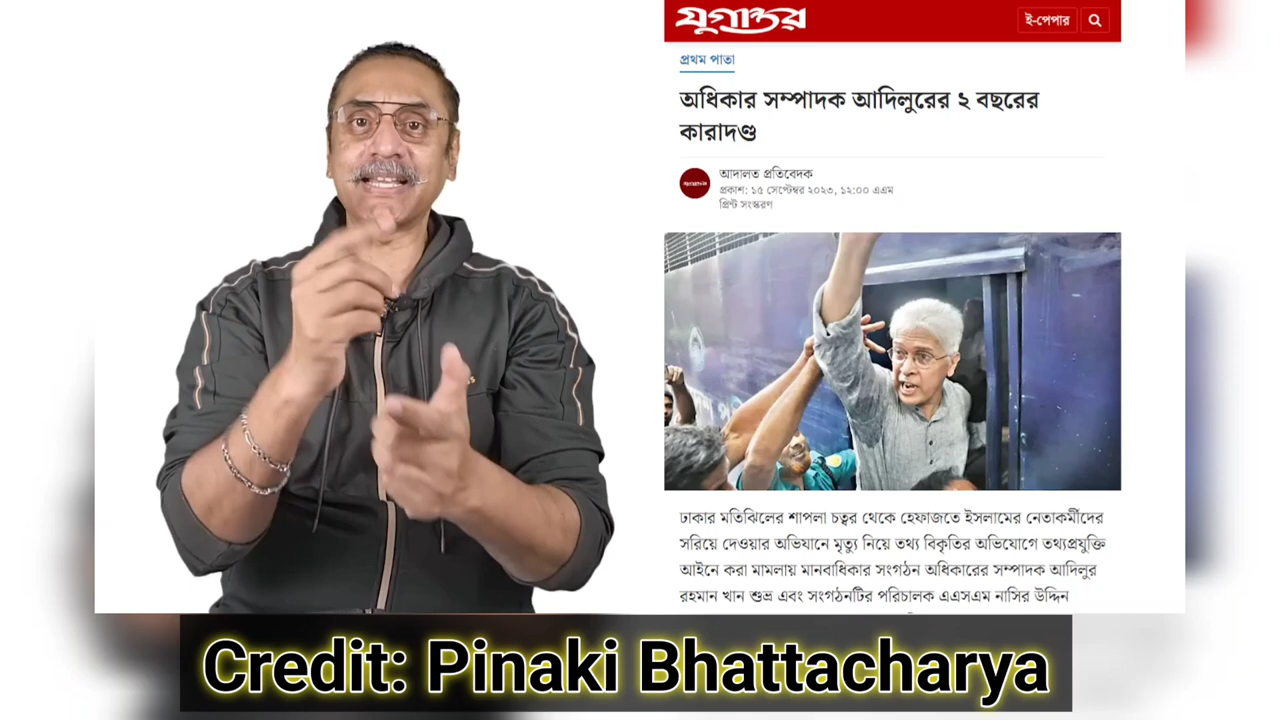 যুগান্তর
ই-পেপার
প্রথম পাতা
অধিকার সম্পাদক আদিলুরের ২ বছরের
কারাদণ্ড
আদালত প্রতিবেদক
প্রকাশ: ১৫ সেপ্টেম্বর ২০২৩, ১২:০০ এএম
প্রিন্ট সংস্করণ
ঢাকার মতিঝিলের শাপলা চত্বর থেকে হেফাজতে ইসলামের নেতাকর্মীদের
সরিয়ে দেওয়ার অভিযানে মৃত্যু নিয়ে তথ্য বিকৃতির অভিযোগে তথ্যপ্রযুক্তি
আইনে করা মামলায় মানবাধিকার সংগঠন অধিকারের সম্পাদক আদিলুর
রহমান খান শুভ্র এবং সংগঠনটির পরিচালক এএসএম নাসির উদ্দিন
Credit: Pinaki Bhattacharya